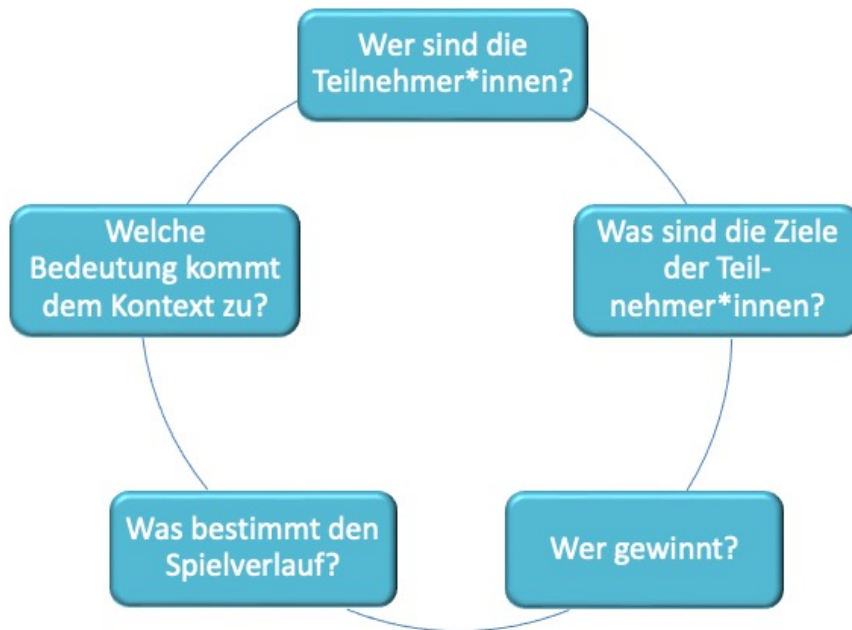 Wer sind die
Teilnehmer*innen?
Was sind die Ziele
der Teil-
nehmer*innen?
Wer gewinnt?
Was bestimmt den
Spielverlauf?
Welche
Bedeutung kommt
dem Kontext zu?